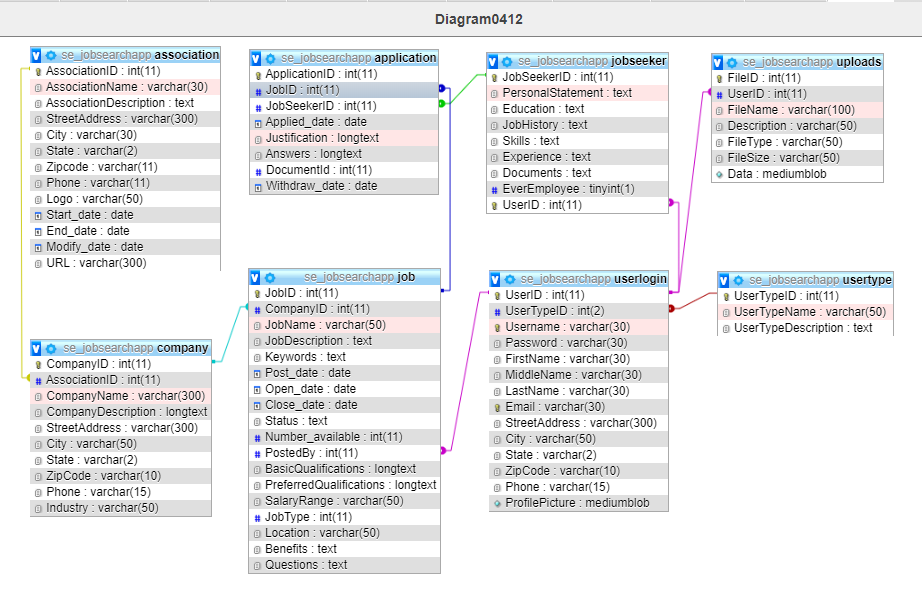 Diagram0412
se_jobsearchapp association
AssociationID : int(11)
AssociationName : varchar(30)
AssociationDescription : text
StreetAddress : varchar(300)
City : varchar(30)
State : varchar(2)
Zipcode : varchar(11)
Phone : varchar(11)
Logo : varchar(50)
Start_date : date
End_date : date
Modify_date : date
URL : varchar(300)
se_jobsearchapp application
ApplicationID : int(11)
JobID : int(11)
JobSeekerID : int(11)
Applied_date : date
Justification : longtext
Answers : longtext
DocumentId : int(11)
Withdraw_date : date
se_jobsearchapp jobseeker
JobSeekerID : int(11)
PersonalStatement : text
Education : text
JobHistory : text
Skills : text
Experience : text
Documents : text
EverEmployee : tinyint(1)
UserID : int(11)
se_jobsearchapp uploads
FileID : int(11)
UserID : int(11)
FileName : varchar(100)
Description : varchar(50)
FileType : varchar(50)
FileSize : varchar(50)
Data : mediumblob
se_jobsearchapp company
CompanyID : int(11)
AssociationID : int(11)
CompanyName : varchar(300)
CompanyDescription : longtext
StreetAddress : varchar(300)
City : varchar(50)
State : varchar(2)
ZipCode : varchar(10)
Phone : varchar(15)
Industry : varchar(50)
se_jobsearchapp job
JobID : int(11)
CompanyID : int(11)
JobName : varchar(50)
JobDescription : text
Keywords : text
Post_date : date
Open_date : date
Close_date : date
Status : text
Number_available : int(11)
PostedBy : int(11)
BasicQualifications : longtext
PreferredQualifications : longtext
SalaryRange : varchar(50)
JobType : int(11)
Location : varchar(50)
Benefits : text
Questions : text
se_jobsearchapp userlogin
UserID : int(11)
UserTypeID : int(2)
Username : varchar(30)
Password : varchar(30)
FirstName : varchar(30)
MiddleName : varchar(30)
LastName : varchar(30)
Email : varchar(30)
StreetAddress : varchar(300)
City : varchar(50)
State : varchar(2)
ZipCode : varchar(10)
Phone : varchar(15)
ProfilePicture : mediumblob
se_jobsearchapp usertype
UserTypeID : int(11)
UserTypeName : varchar(50)
UserTypeDescription : text